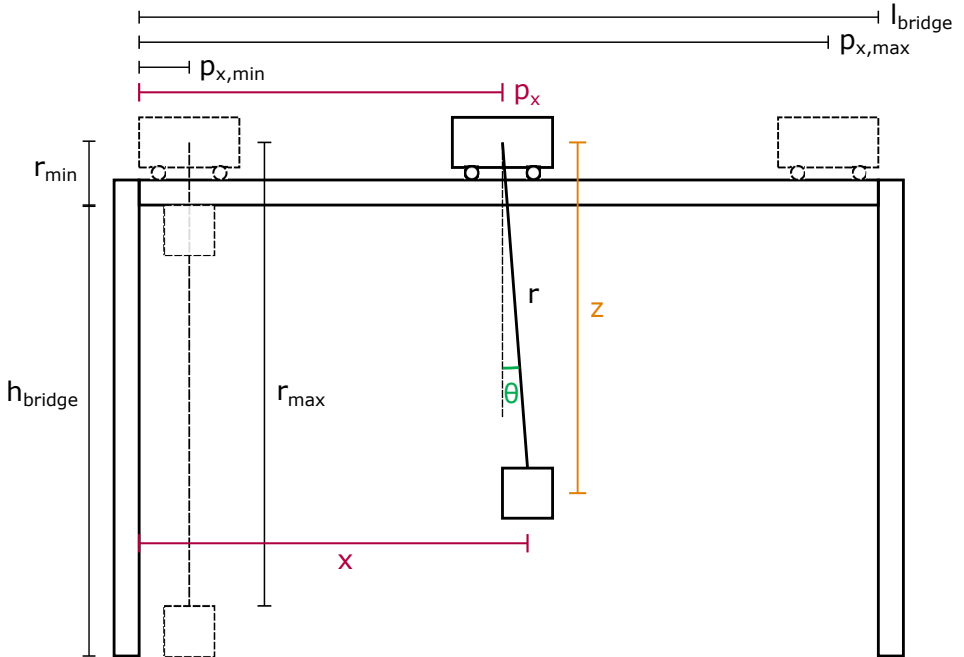 l_bridge
p_x,max
p_x,min
p_x
r_min
r
z
h_bridge
r_max
θ
x